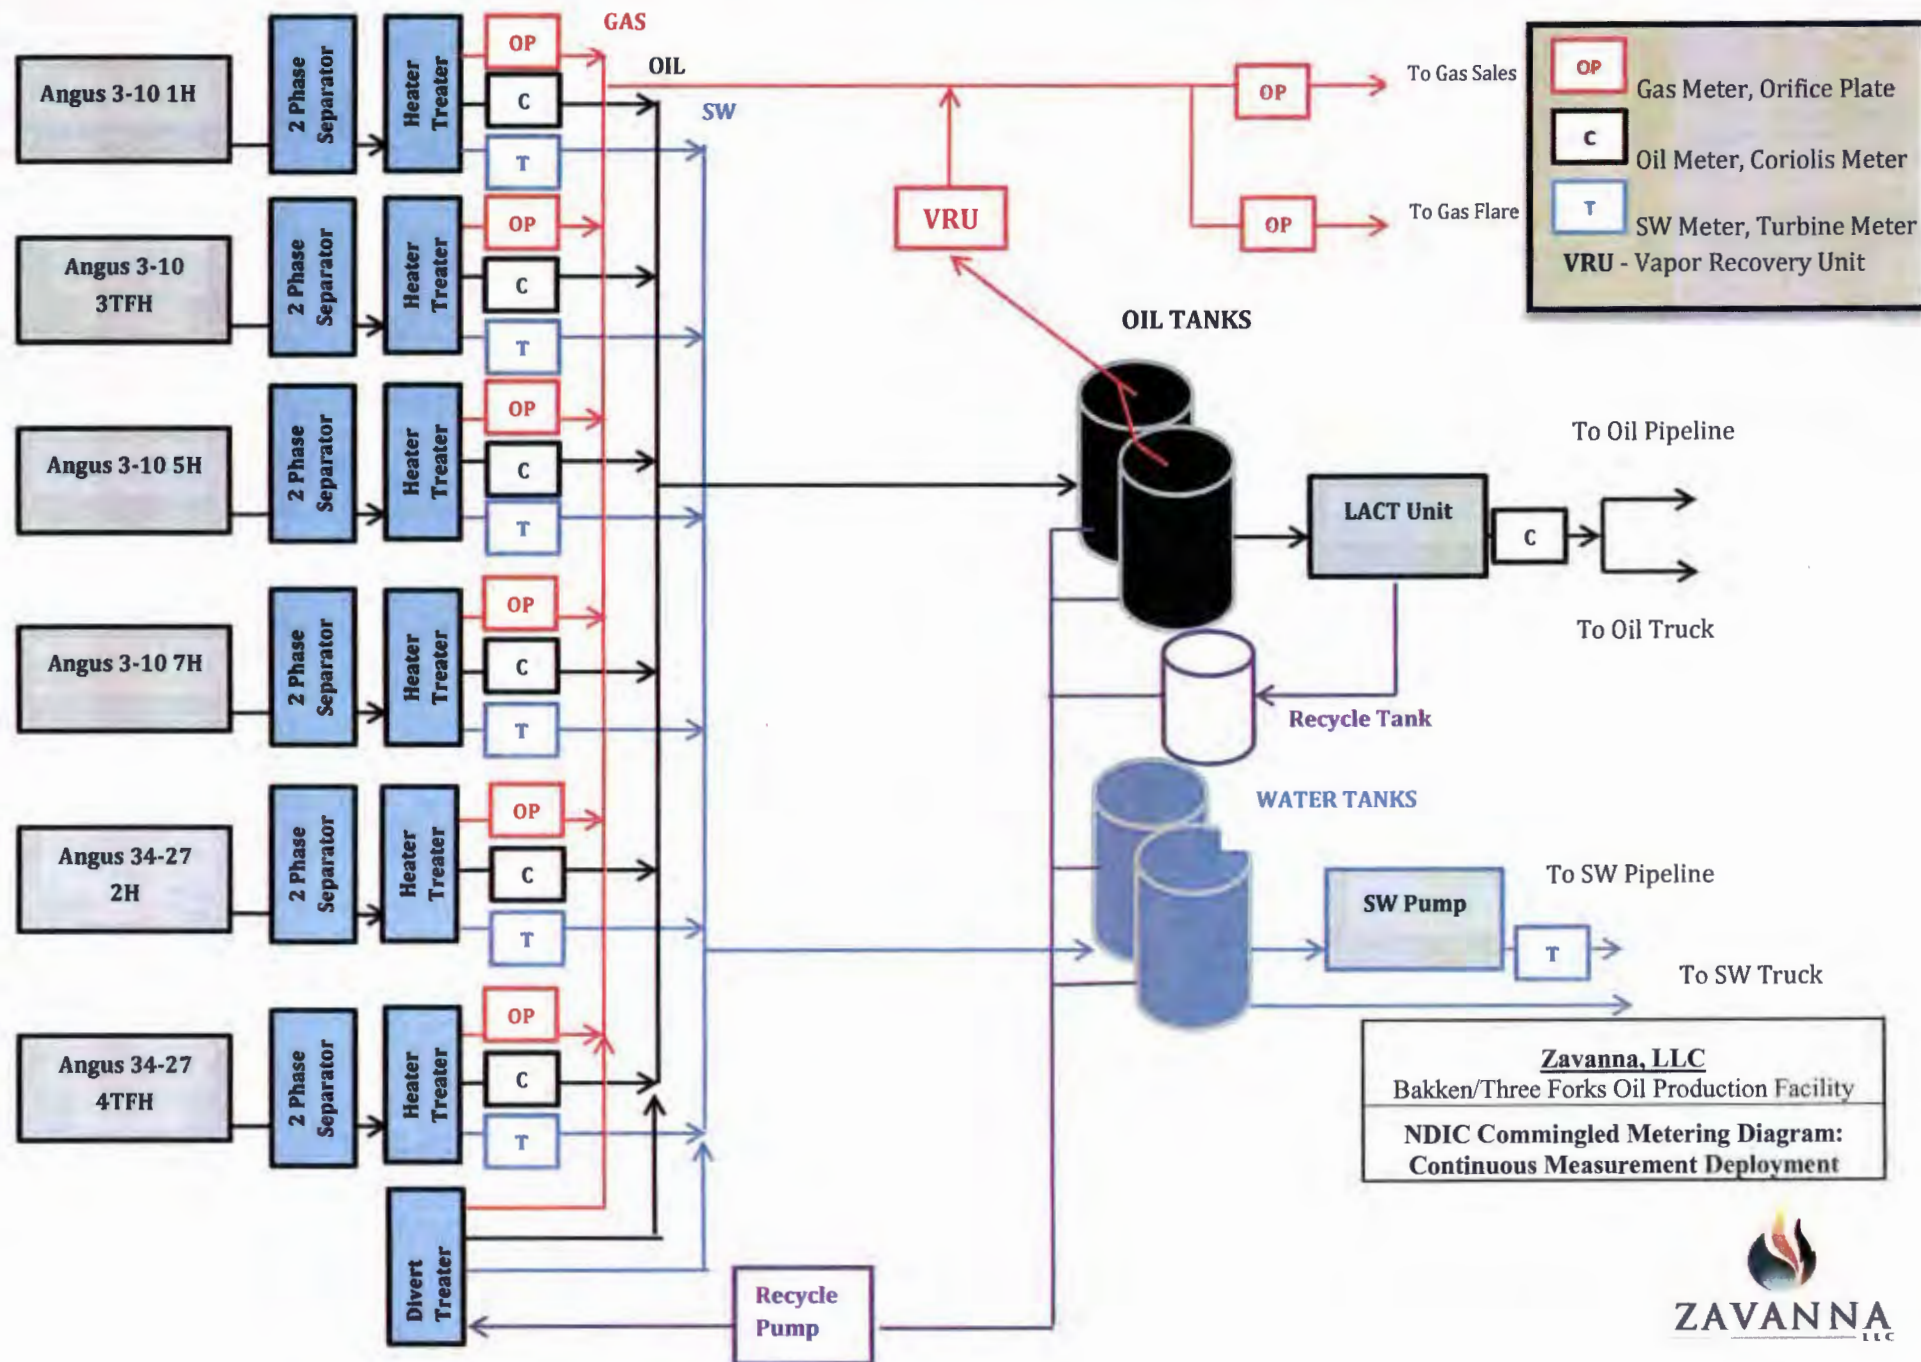 GAS
OIL
SW
Angus 3-10 1H
2 Phase
Separator
Heater
Treater
OP
C
T
Angus 3-10
3TFH
2 Phase
Separator
Heater
Treater
OP
C
T
Angus 3-10 5H
2 Phase
Separator
Heater
Treater
OP
C
T
Angus 3-10 7H
2 Phase
Separator
Heater
Treater
OP
C
T
Angus 34-27
2H
2 Phase
Separator
Heater
Treater
OP
C
T
Angus 34-27
4TFH
2 Phase
Separator
Heater
Treater
OP
C
T
Divert
Treater
Recycle
Pump
VRU
OP
To Gas Sales
OP
To Gas Flare
OP
Gas Meter, Orifice Plate
C
Oil Meter, Coriolis Meter
T
SW Meter, Turbine Meter
VRU - Vapor Recovery Unit
OIL TANKS
LACT Unit
C
To Oil Pipeline
To Oil Truck
Recycle Tank
WATER TANKS
SW Pump
T
To SW Pipeline
To SW Truck
Zavanna, LLC
Bakken/Three Forks Oil Production Facility
NDIC Commingled Metering Diagram:
Continuous Measurement Deployment
ZAVANNA
LLC